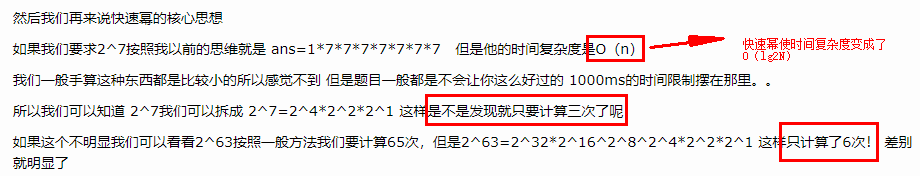 然后我们再来说快速幂的核心思想
如果我们要求2^7按照我以前的思维就是 ans=1*7*7*7*7*7*7*7 但是他的时间复杂度是O（n）
快速幂使时间复杂度变成了
O（lg2N）
我们一般手算这种东西都是比较小的所以感觉不到 但是题目一般都是不会让你这么好过的 1000ms的时间限制摆在那里。。
所以我们可以知道 2^7我们可以拆成 2^7=2^4*2^2*2^1 这样是不是发现就只要计算三次了呢
如果这个不明显我们可以看看2^63按照一般方法我们要计算65次，但是2^63=2^32*2^16^2^8^2^4*2^2*2^1 这样只计算了6次！ 差别
就明显了